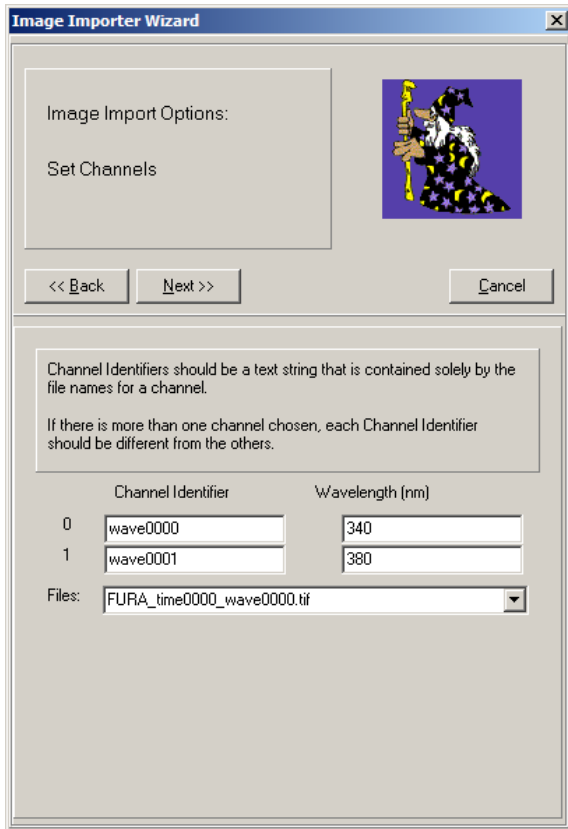 Image Importer Wizard
Image Import Options:
Set Channels
<< Back Next >> Cancel
Channel Identifiers should be a text string that is contained solely by the
file names for a channel.
If there is more than one channel chosen, each Channel Identifier
should be different from the others.
Channel Identifier Wavelength (nm)
0 wave0000 340
1 wave0001 380
Files: FURA_time0000_wave0000.tif